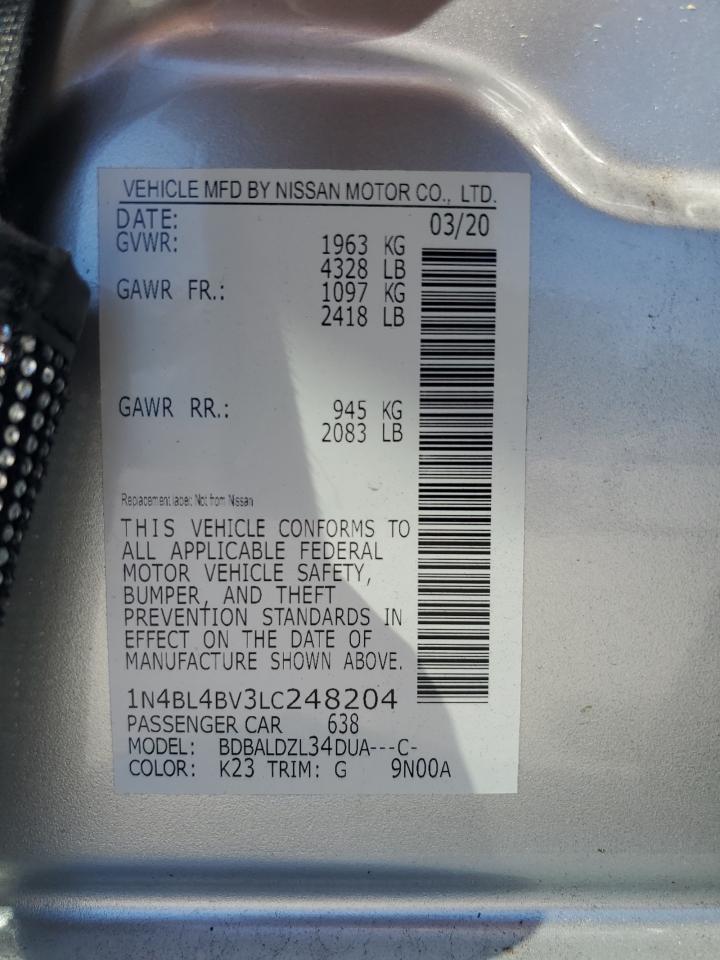 VEHICLE MFD BY NISSAN MOTOR CO., LTD.
DATE: 03/20
GVWR: 1963 KG
4328 LB
GAWR FR.: 1097 KG
2418 LB
GAWR RR.: 945 KG
2083 LB
Replacement label: Not from Nissan
THIS VEHICLE CONFORMS TO
ALL APPLICABLE FEDERAL
MOTOR VEHICLE SAFETY,
BUMPER, AND THEFT
PREVENTION STANDARDS IN
EFFECT ON THE DATE OF
MANUFACTURE SHOWN ABOVE.
1N4BL4BV3LC248204
PASSENGER CAR 638
MODEL: BDBALDZL34DUA---C-
COLOR: K23 TRIM: G 9N00A